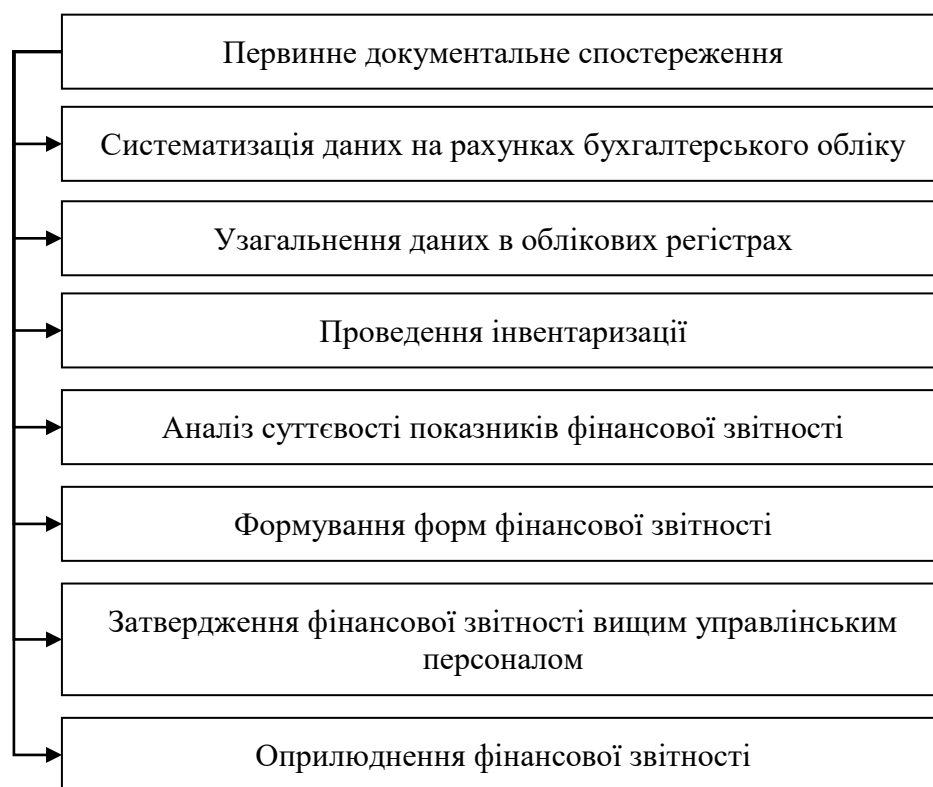 Первинне документальне спостереження
Систематизація даних на рахунках бухгалтерського обліку
Узагальнення даних в облікових регістрах
Проведення інвентаризації
Аналіз суттєвості показників фінансової звітності
Формування форм фінансової звітності
Затвердження фінансової звітності вищим управлінським
персоналом
Оприлюднення фінансової звітності